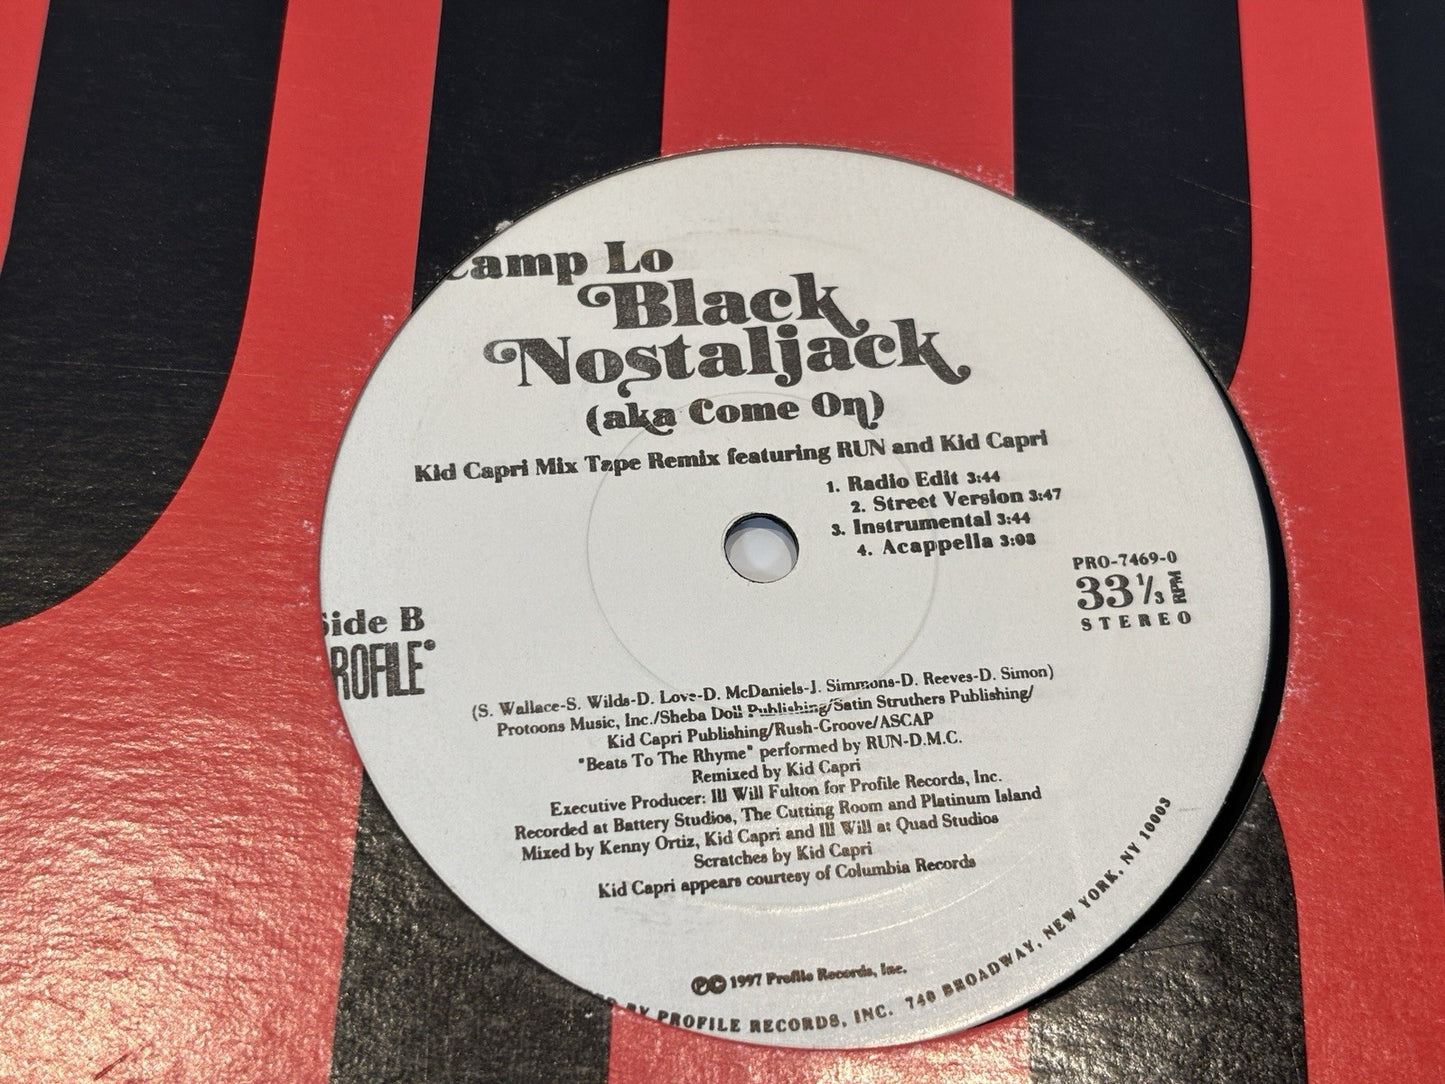 Camp Lo
Black
Nostaljack
(aka Come On)
Kid Capri Mix Tape Remix featuring RUN and Kid Capri
1. Radio Edit 3:44
2. Street Version 3:47
3. Instrumental 3:44
4. Acappella 3:08
PRO-7469-0
33 1/3 RPM
STEREO
Side B
PROFILE
(S. Wallace-S. Wilds-D. Love-D. McDaniels-J. Simmons-D. Reeves-D. Simon)
Protoons Music, Inc./Sheba Doll Publishing/Satin Struthers Publishing/
Kid Capri Publishing/Rush-Groove/ASCAP
"Beats To The Rhyme" performed by RUN-D.M.C.
Remixed by Kid Capri
Executive Producer: Ill Will Fulton for Profile Records, Inc.
Recorded at Battery Studios, The Cutting Room and Platinum Island
Mixed by Kenny Ortiz, Kid Capri and Ill Will at Quad Studios
Scratches by Kid Capri
Kid Capri appears courtesy of Columbia Records
℗© 1997 Profile Records, Inc.
BY PROFILE RECORDS, INC. 740 BROADWAY, NEW YORK, NY 10003